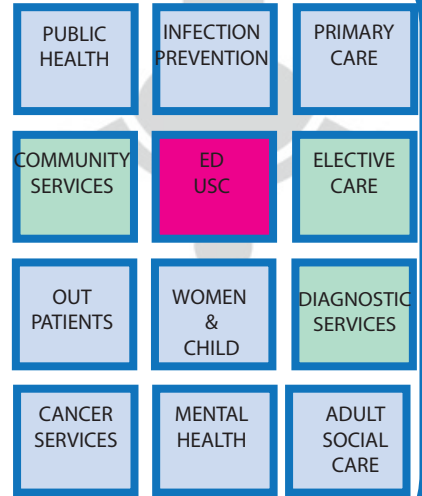 PUBLIC
HEALTH
INFECTION
PREVENTION
PRIMARY
CARE
COMMUNITY
SERVICES
ED
USC
ELECTIVE
CARE
OUT
PATIENTS
WOMEN
&
CHILD
DIAGNOSTIC
SERVICES
CANCER
SERVICES
MENTAL
HEALTH
ADULT
SOCIAL
CARE